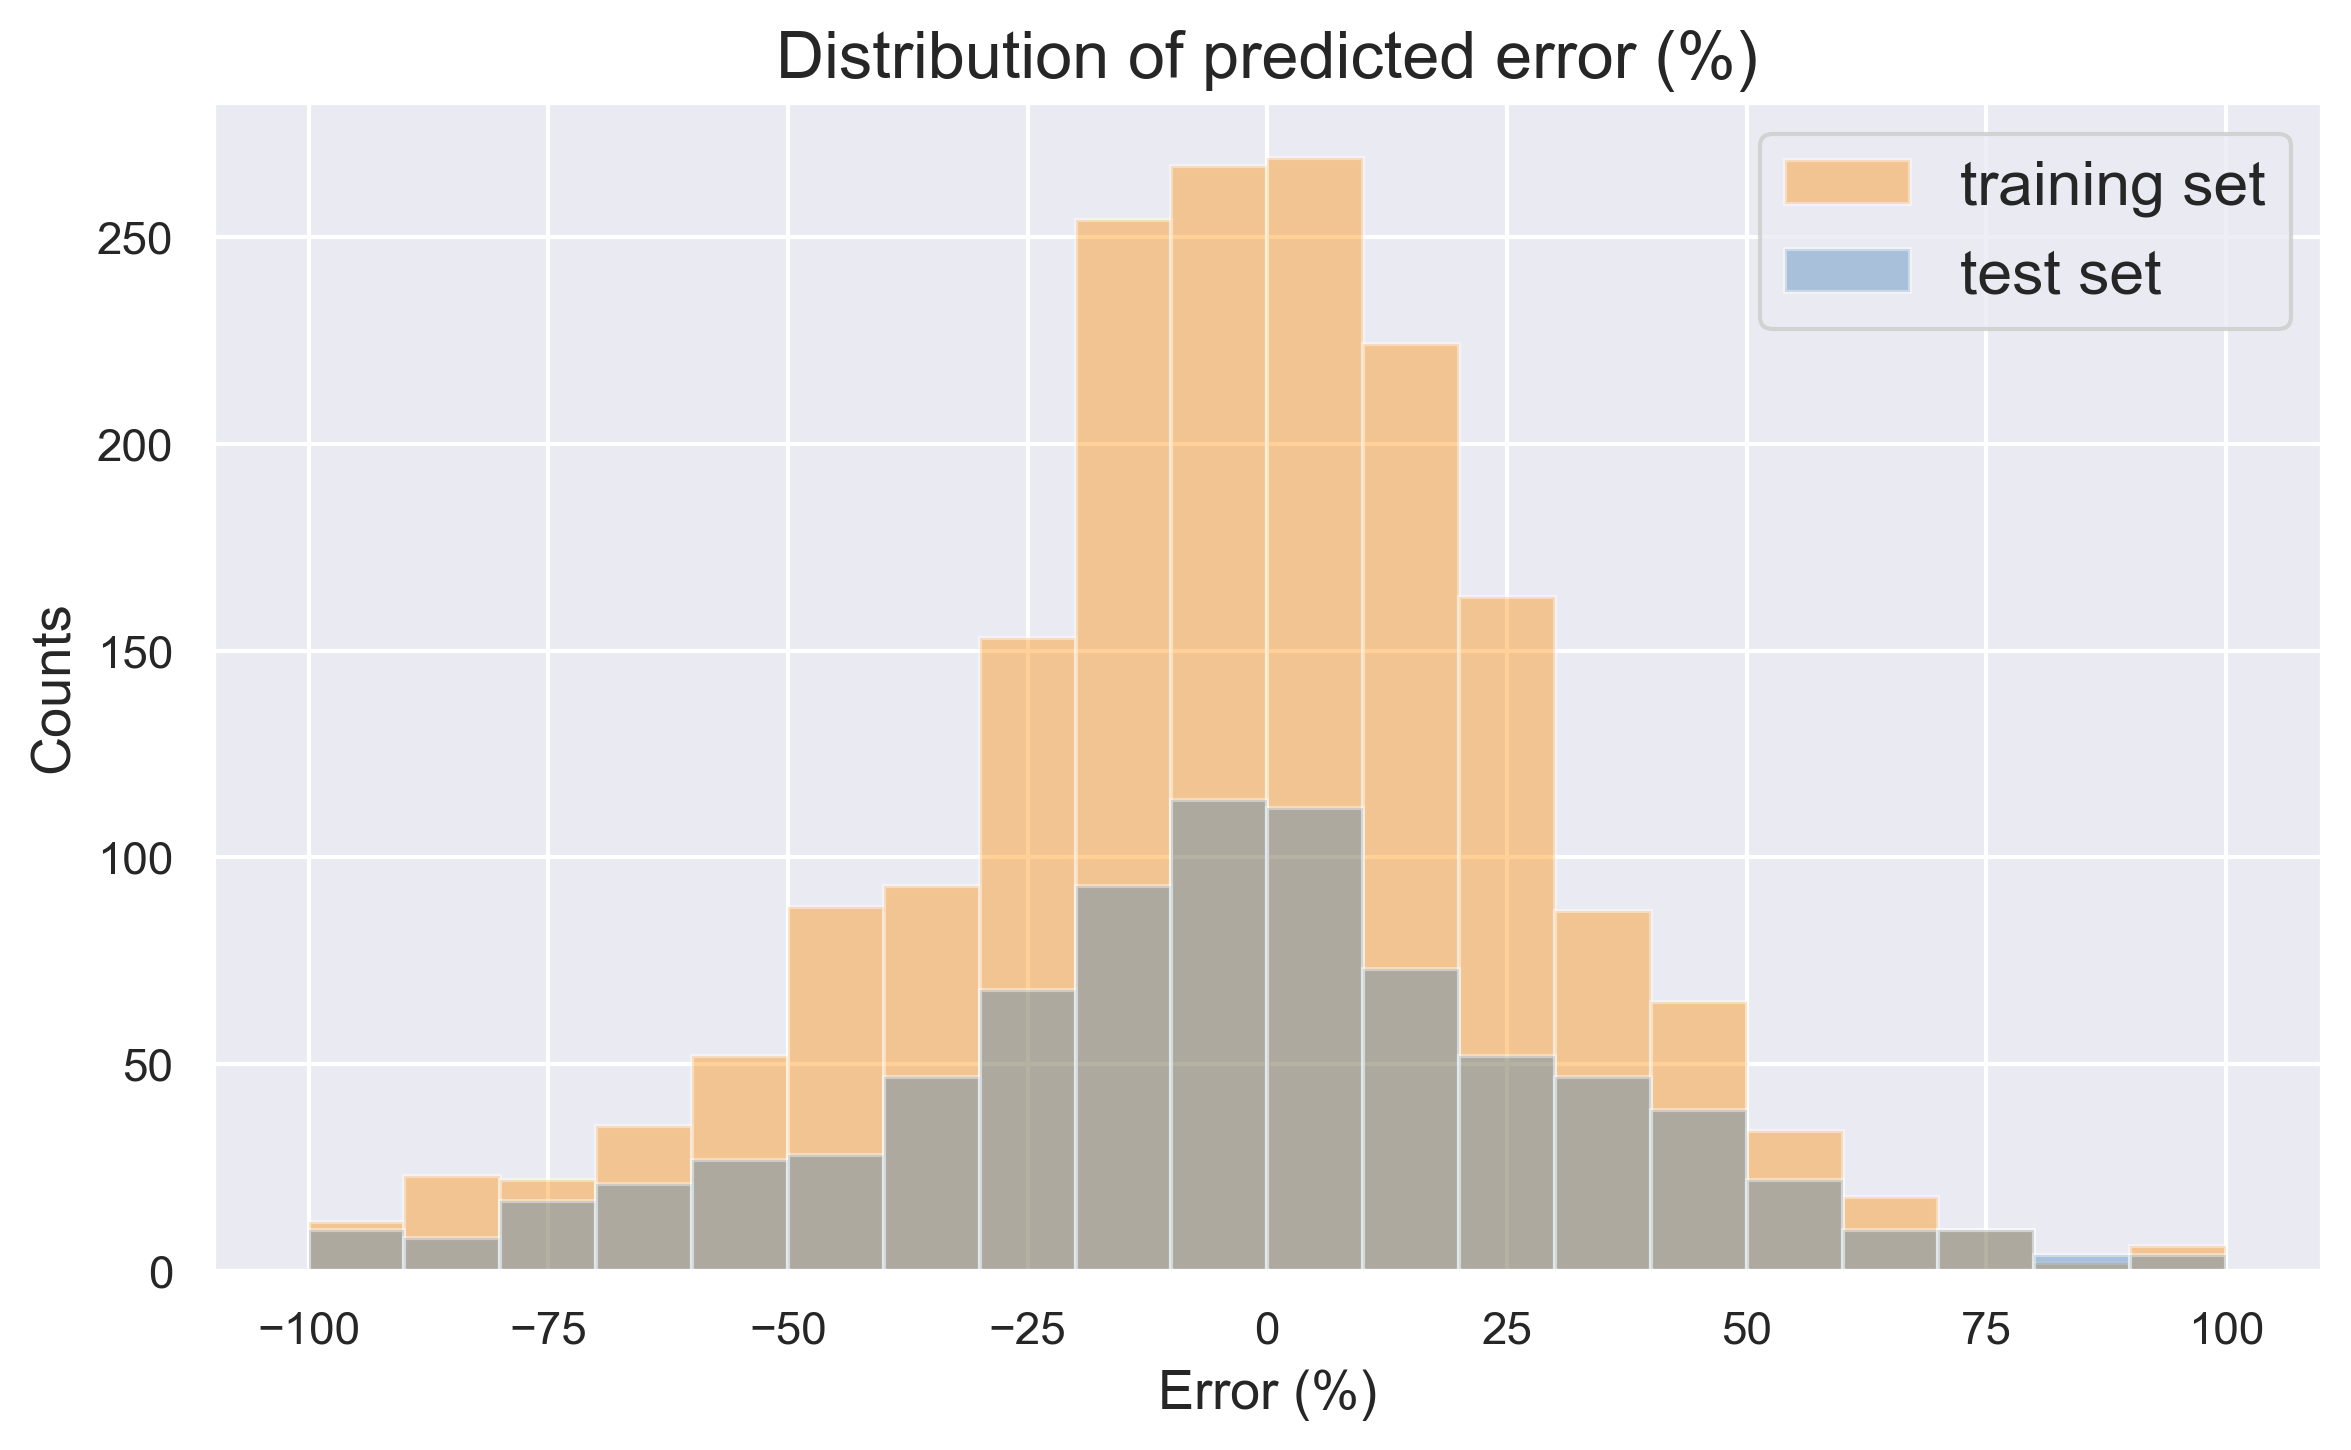 Distribution of predicted error (%)
training set
test set
250
200
150
100
50
0
Counts
−100 −75 −50 −25 0 25 50 75 100
Error (%)